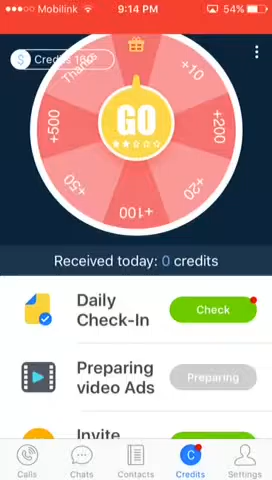 Mobilink 9:14 PM 54%
$ Credits
Thanks
+10
+200
+20
+100
+50
+500
GO
Received today: 0 credits
Daily
Check-In
Check
Preparing
video Ads
Preparing
Invite
C
Calls Chats Contacts Credits Settings